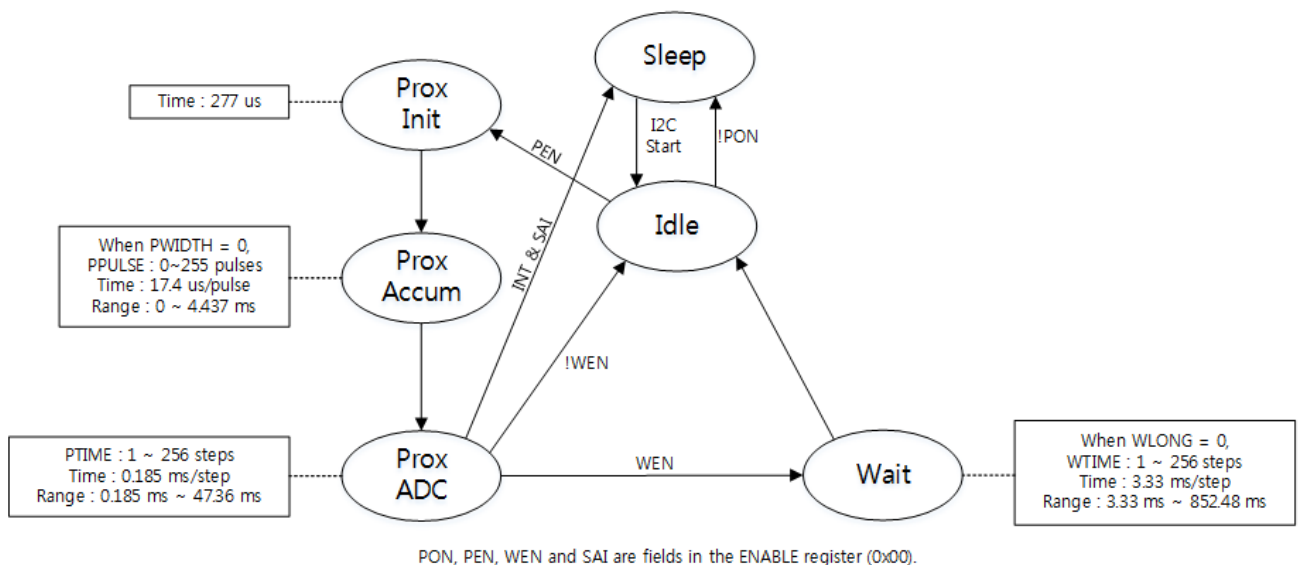 Sleep
Prox
Init
Time : 277 us
I2C
Start
!PON
PEN
Idle
INT & SAI
When PWIDTH = 0,
PPULSE : 0~255 pulses
Time : 17.4 us/pulse
Range : 0 ~ 4.437 ms
Prox
Accum
!WEN
PTIME : 1 ~ 256 steps
Time : 0.185 ms/step
Range : 0.185 ms ~ 47.36 ms
Prox
ADC
WEN
Wait
When WLONG = 0,
WTIME : 1 ~ 256 steps
Time : 3.33 ms/step
Range : 3.33 ms ~ 852.48 ms
PON, PEN, WEN and SAI are fields in the ENABLE register (0x00).